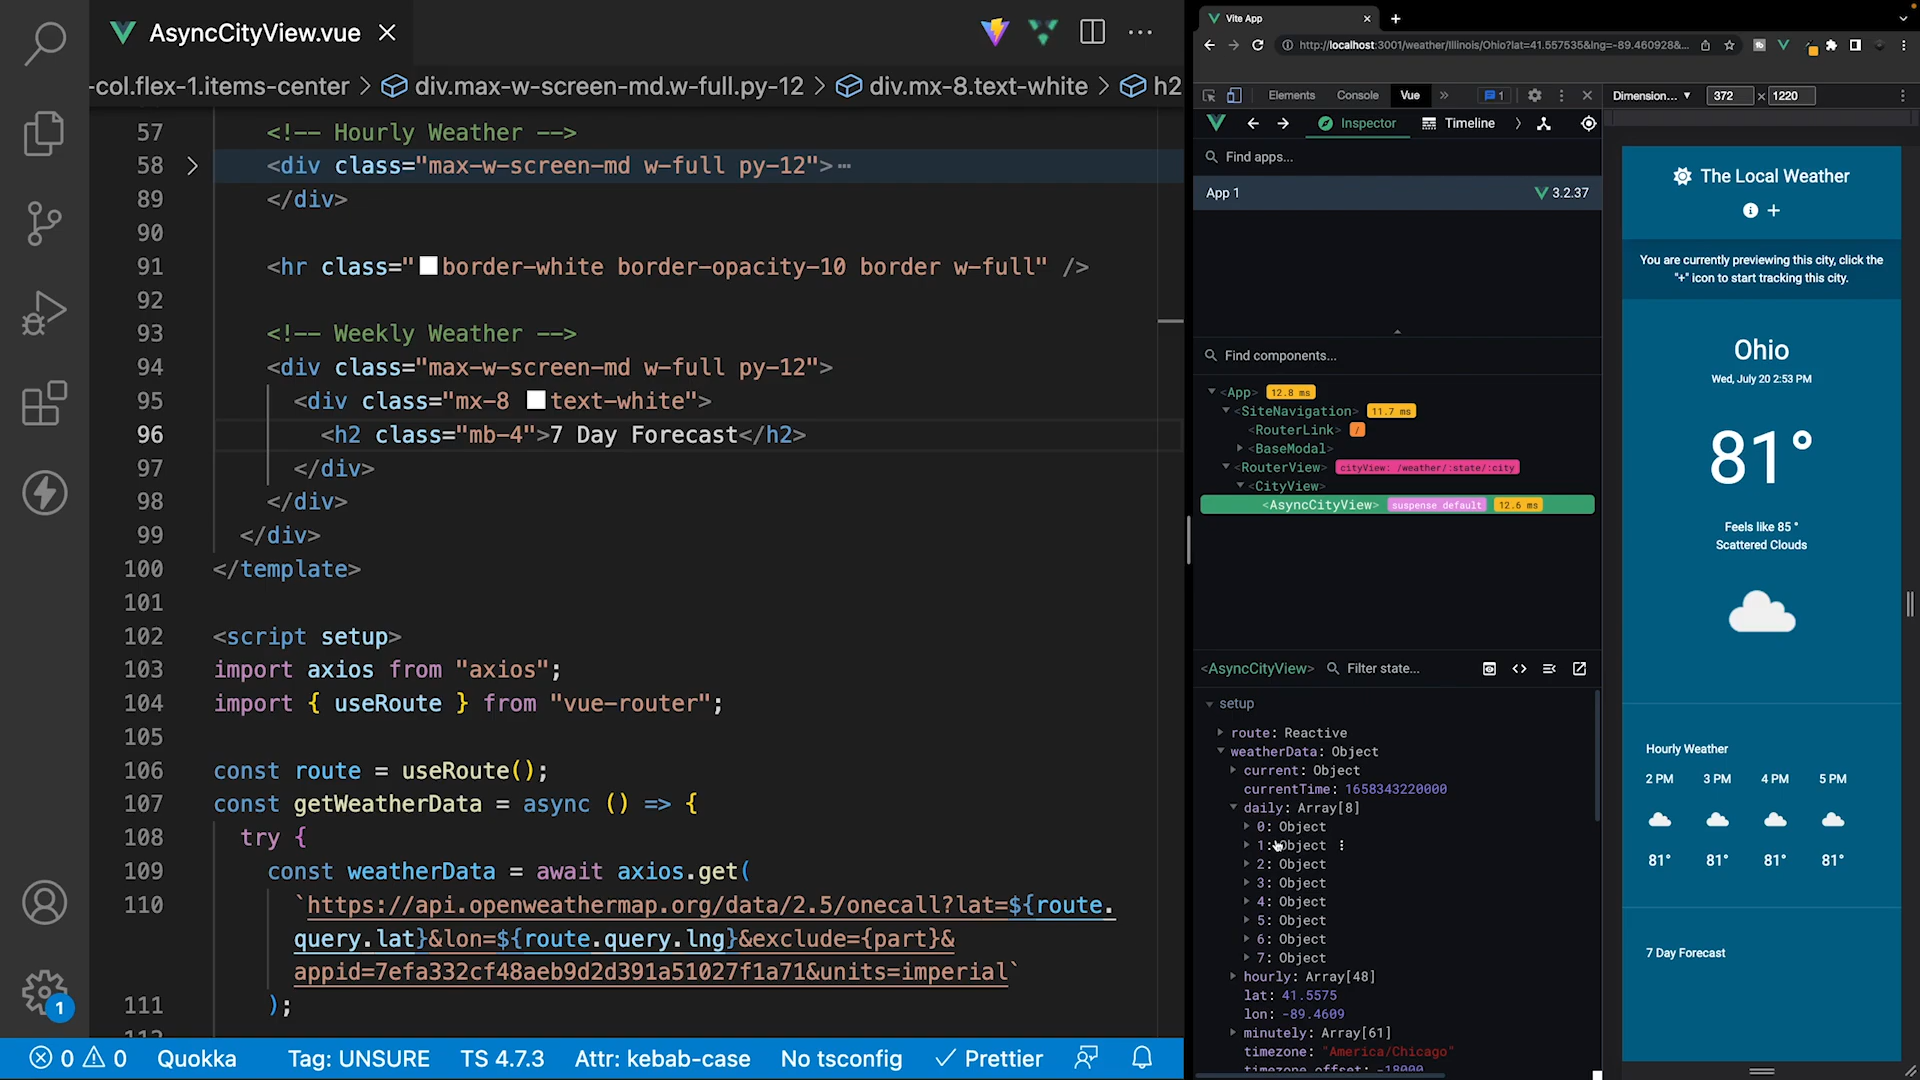 AsyncCityView.vue
-col.flex-1.items-center > div.max-w-screen-md.w-full.py-12 > div.mx-8.text-white > h2
57 <!-- Hourly Weather -->
58 <div class="max-w-screen-md w-full py-12">
89 </div>
90
91 <hr class="border-white border-opacity-10 border w-full" />
92
93 <!-- Weekly Weather -->
94 <div class="max-w-screen-md w-full py-12">
95 <div class="mx-8 text-white">
96 <h2 class="mb-4">7 Day Forecast</h2>
97 </div>
98 </div>
99 </div>
100 </template>
101
102 <script setup>
103 import axios from "axios";
104 import { useRoute } from "vue-router";
105
106 const route = useRoute();
107 const getWeatherData = async () => {
108 try {
109 const weatherData = await axios.get(
110 `https://api.openweathermap.org/data/2.5/onecall?lat=${route.
query.lat}&lon=${route.query.lng}&exclude={part}&
appid=7efa332cf48aeb9d2d391a51027f1a71&units=imperial`
111 );
1
0 0 Quokka Tag: UNSURE TS 4.7.3 Attr: kebab-case No tsconfig Prettier
Vite App
http://localhost:3001/weather/Illinois/Ohio?lat=41.557535&lng=-89.460928&...
Elements Console Vue » 1 Dimension... 372 × 1220
Inspector Timeline
Find apps...
App 1 3.2.37
Find components...
<App> 12.8 ms
<SiteNavigation> 11.7 ms
<RouterLink> /
<BaseModal>
<RouterView> cityView: /weather/:state/:city
<CityView>
<AsyncCityView> suspense default 12.6 ms
<AsyncCityView> Filter state...
setup
route: Reactive
weatherData: Object
current: Object
currentTime: 1658343220000
daily: Array[8]
0: Object
1: Object
2: Object
3: Object
4: Object
5: Object
6: Object
7: Object
hourly: Array[48]
lat: 41.5575
lon: -89.4609
minutely: Array[61]
timezone: "America/Chicago"
timezone_offset: -18000
The Local Weather
You are currently previewing this city, click the
"+" icon to start tracking this city.
Ohio
Wed, July 20 2:53 PM
81°
Feels like 85 °
Scattered Clouds
Hourly Weather
2 PM 3 PM 4 PM 5 PM
81° 81° 81° 81°
7 Day Forecast